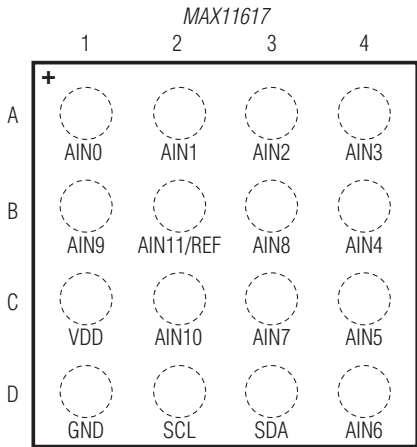 MAX11617
1 2 3 4
+
A
AIN0 AIN1 AIN2 AIN3
B
AIN9 AIN11/REF AIN8 AIN4
C
VDD AIN10 AIN7 AIN5
D
GND SCL SDA AIN6